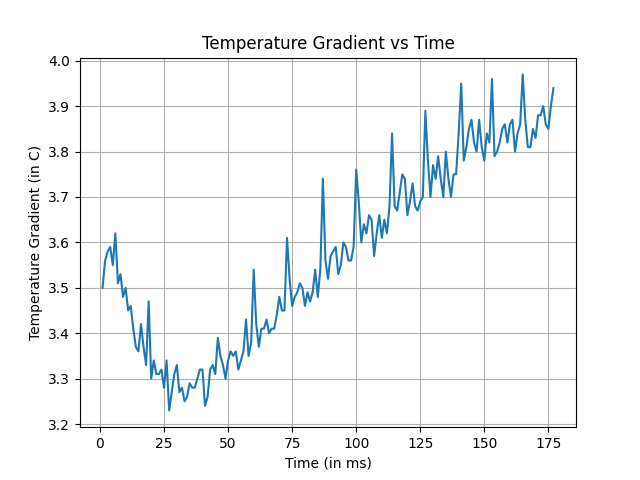 Temperature Gradient vs Time
4.0
3.9
3.8
3.7
3.6
3.5
3.4
3.3
3.2
Temperature Gradient (in C)
0 25 50 75 100 125 150 175
Time (in ms)